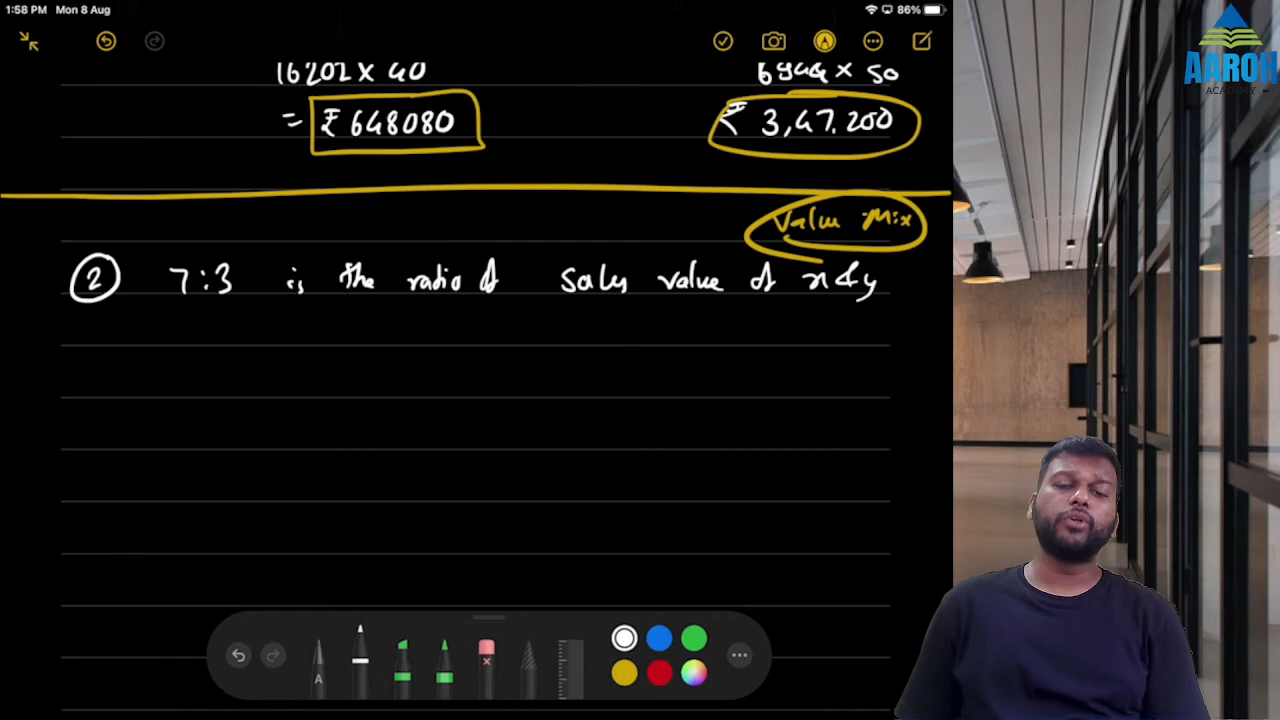 1:58 PM Mon 8 Aug
86%
16202 x 40
6944 x 50
= ₹ 648080
₹ 3,47.200
Value Mix
2 7:3 is the ratio of Sales value of x & y
A
AARON
ACADEMY